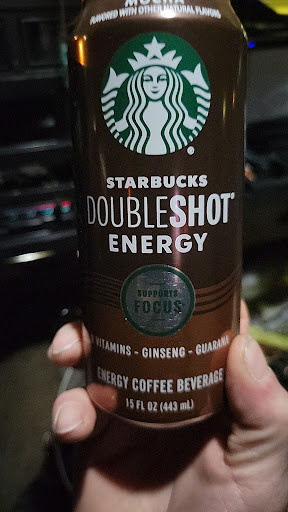 MOCHA
FLAVORED WITH OTHER NATURAL FLAVORS
®
STARBUCKS
DOUBLESHOT®
ENERGY
SUPPORTS
FOCUS
VITAMINS - GINSENG - GUARANA
ENERGY COFFEE BEVERAGE
15 FL OZ (443 mL)